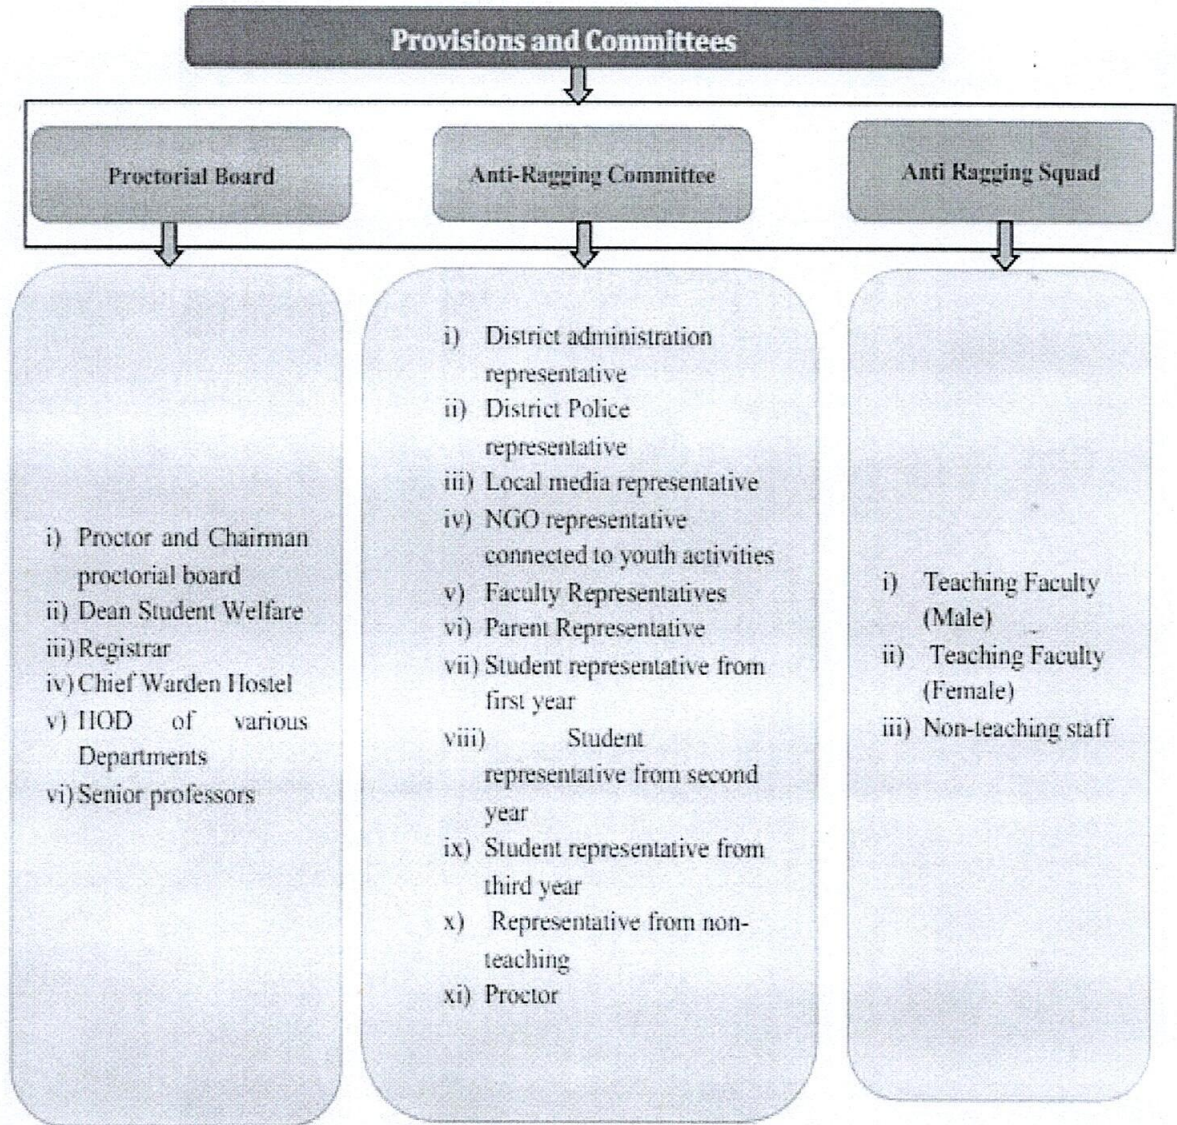 Provisions and Committees
Proctorial Board
Anti-Ragging Committee
Anti Ragging Squad
i) Proctor and Chairman
proctorial board
ii) Dean Student Welfare
iii) Registrar
iv) Chief Warden Hostel
v) HOD of various
Departments
vi) Senior professors
i) District administration
representative
ii) District Police
representative
iii) Local media representative
iv) NGO representative
connected to youth activities
v) Faculty Representatives
vi) Parent Representative
vii) Student representative from
first year
viii) Student
representative from second
year
ix) Student representative from
third year
x) Representative from non-
teaching
xi) Proctor
i) Teaching Faculty
(Male)
ii) Teaching Faculty
(Female)
iii) Non-teaching staff